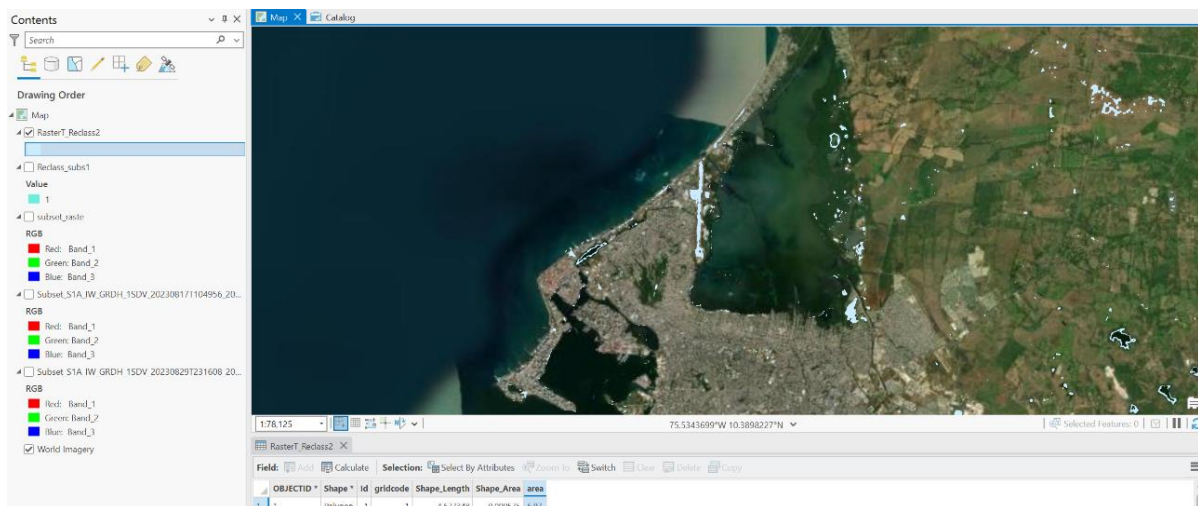 Contents
Search
Drawing Order
Map
RasterT_Reclass2
Reclass_subs1
Value
1
subset_raste
RGB
Red: Band_1
Green: Band_2
Blue: Band_3
Subset_S1A_IW_GRDH_1SDV_20230817T104956_20...
RGB
Red: Band_1
Green: Band_2
Blue: Band_3
Subset_S1A_IW_GRDH_1SDV_20230829T231608_20...
RGB
Red: Band_1
Green: Band_2
Blue: Band_3
World Imagery
Map Catalog
1:78,125 75.5343699°W 10.3898227°N Selected Features: 0
RasterT_Reclass2
Field: Add Calculate Selection: Select By Attributes Zoom To Switch Clear Delete Copy
OBJECTID * Shape * Id gridcode Shape_Length Shape_Area area
Polygon 1 1